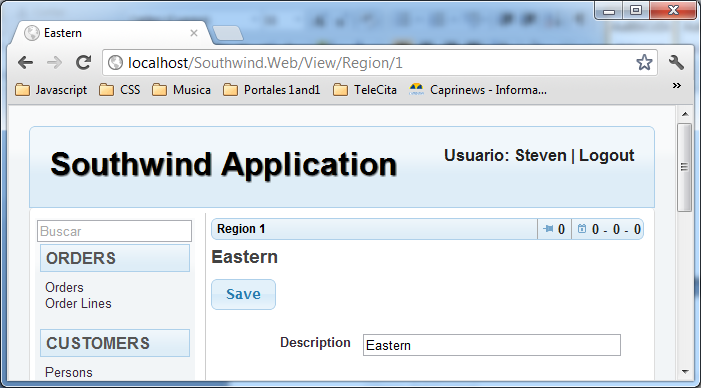 Eastern
localhost/Southwind.Web/View/Region/1
Javascript CSS Musica Portales 1and1 TeleCita Caprinews - Informa... »
Southwind Application
Usuario: Steven | Logout
Buscar
ORDERS
Orders
Order Lines
CUSTOMERS
Persons
Region 1 0 0 - 0 - 0
Eastern
Save
Description Eastern